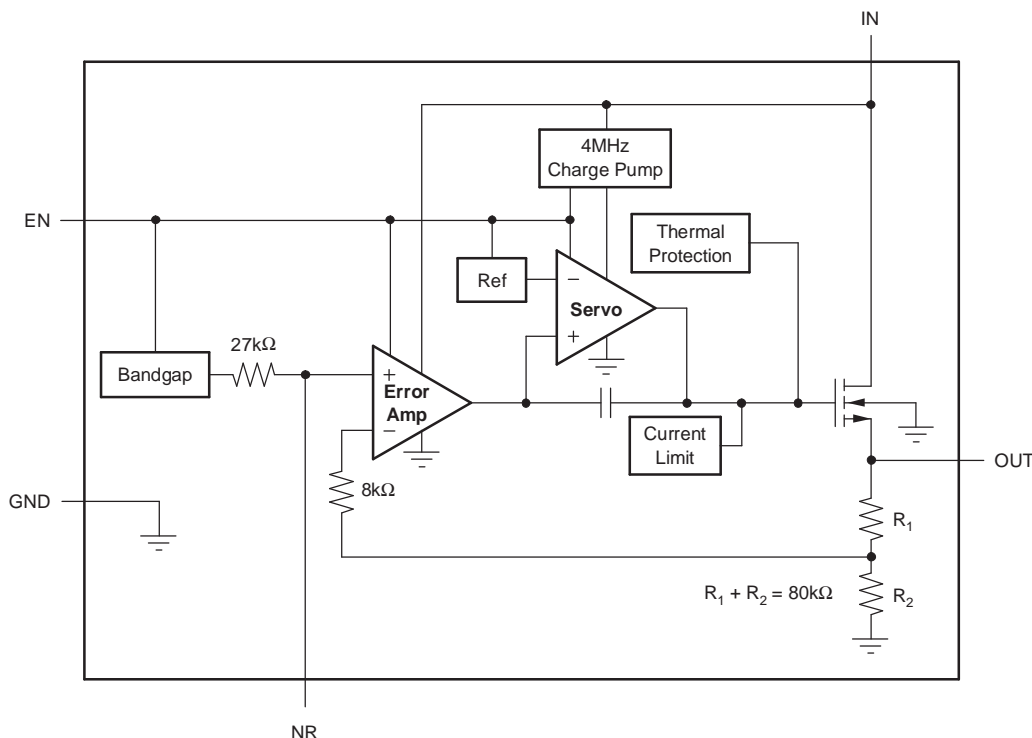 IN
4MHz
Charge Pump
EN
Thermal
Protection
Ref
−
Servo
+
27kΩ
Bandgap
+
Error
Amp
−
Current
Limit
OUT
8kΩ
GND
R1
R1 + R2 = 80kΩ
R2
NR